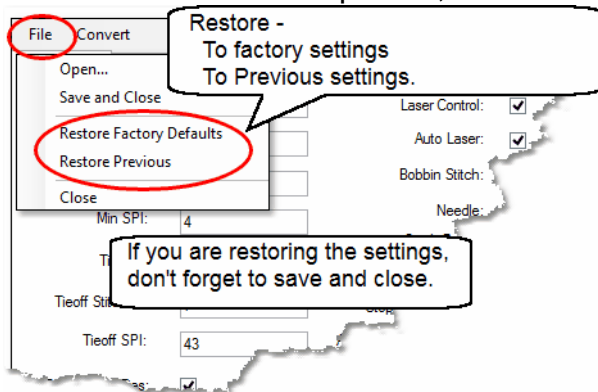 File Convert
Restore -
To factory settings
To Previous settings.
Open...
Save and Close
Restore Factory Defaults
Restore Previous
Close
Laser Control:
Auto Laser:
Bobbin Stitch:
Needle:
Min SPI: 4
If you are restoring the settings,
don't forget to save and close.
Tieoff
Tieoff SPI: 43